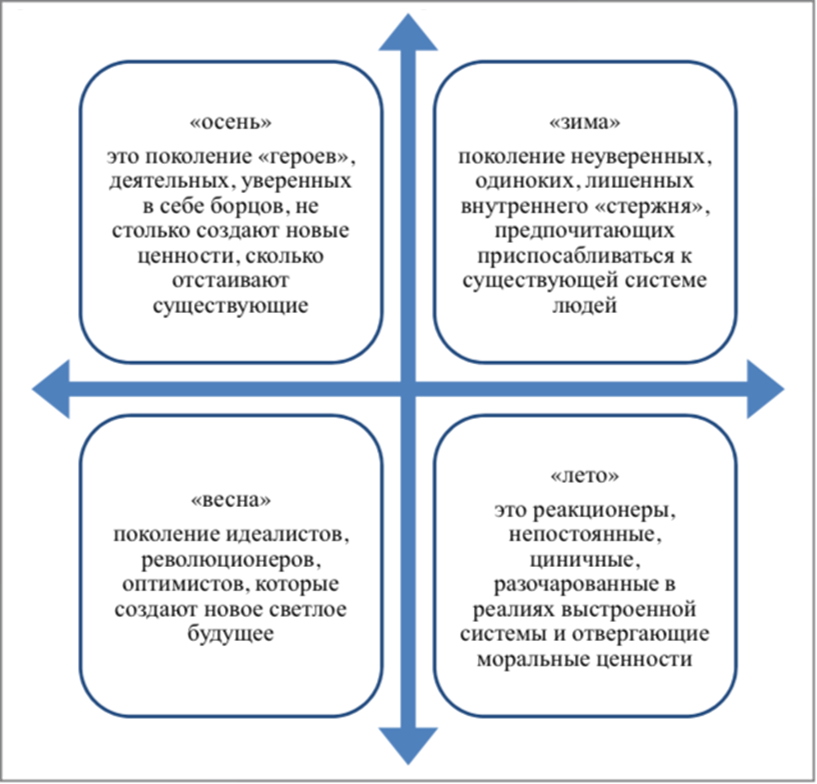 «осень»
это поколение «героев»,
деятельных, уверенных
в себе борцов, не
столько создают новые
ценности, сколько
отстаивают
существующие
«зима»
поколение неуверенных,
одиноких, лишенных
внутреннего «стержня»,
предпочитающих
приспосабливаться к
существующей системе
людей
«весна»
поколение идеалистов,
революционеров,
оптимистов, которые
создают новое светлое
будущее
«лето»
это реакционеры,
непостоянные,
циничные,
разочарованные в
реалиях выстроенной
системы и отвергающие
моральные ценности